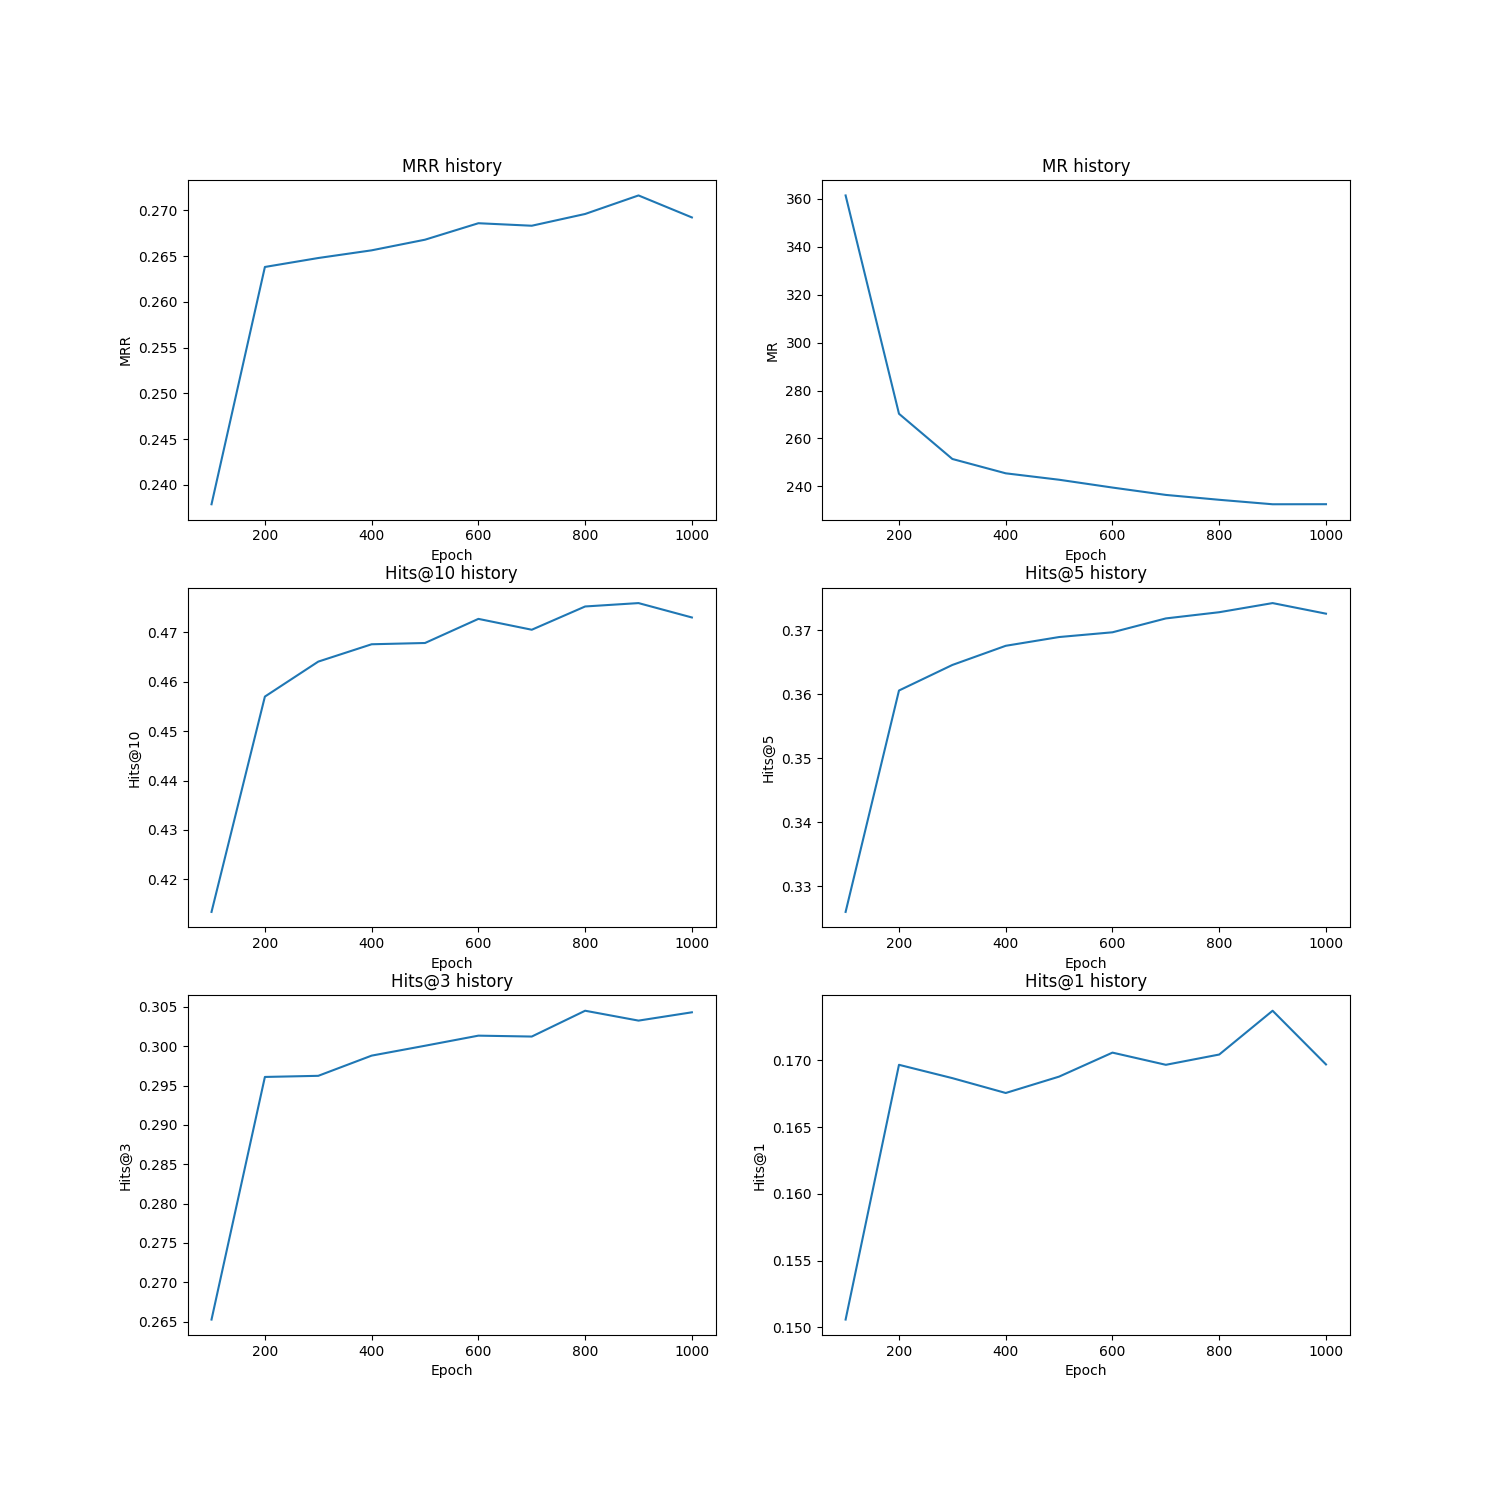 MRR history
0.270
0.265
0.260
0.255
0.250
0.245
0.240
MRR
200 400 600 800 1000
Epoch
MR history
360
340
320
300
280
260
240
MR
200 400 600 800 1000
Epoch
Hits@10 history
0.47
0.46
0.45
0.44
0.43
0.42
Hits@10
200 400 600 800 1000
Epoch
Hits@5 history
0.37
0.36
0.35
0.34
0.33
Hits@5
200 400 600 800 1000
Epoch
Hits@3 history
0.305
0.300
0.295
0.290
0.285
0.280
0.275
0.270
0.265
Hits@3
200 400 600 800 1000
Epoch
Hits@1 history
0.170
0.165
0.160
0.155
0.150
Hits@1
200 400 600 800 1000
Epoch